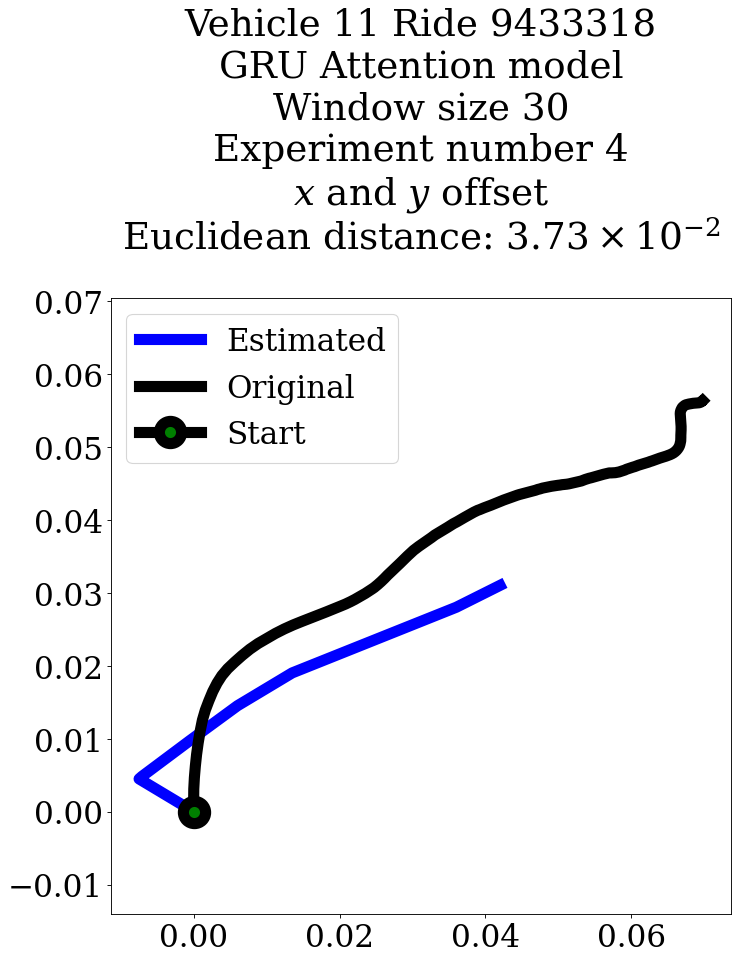 Vehicle 11 Ride 9433318
GRU Attention model
Window size 30
Experiment number 4
x and y offset
Euclidean distance: 3.73 × 10⁻²
0.07
Estimated
0.06
Original
Start
0.05
0.04
0.03
0.02
0.01
0.00
−0.01
0.00 0.02 0.04 0.06